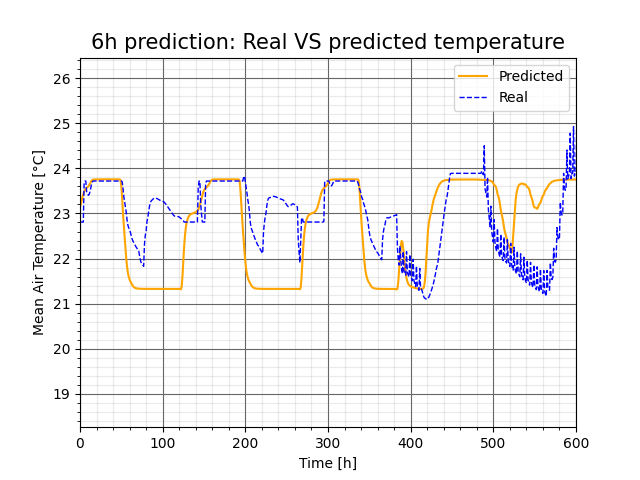 6h prediction: Real VS predicted temperature
Predicted
Real
26
25
24
23
22
21
20
19
Mean Air Temperature [°C]
0 100 200 300 400 500 600
Time [h]